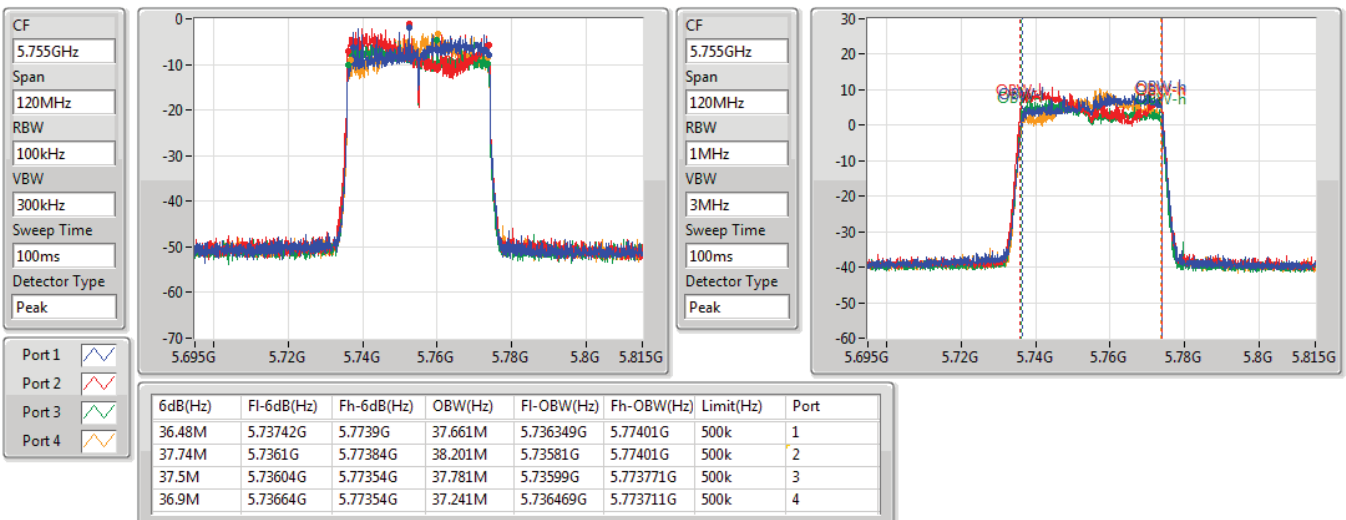 CF
5.755GHz
Span
120MHz
RBW
100kHz
VBW
300kHz
Sweep Time
100ms
Detector Type
Peak
0
-10
-20
-30
-40
-50
-60
-70
5.695G 5.72G 5.74G 5.76G 5.78G 5.8G 5.815G
CF
5.755GHz
Span
120MHz
RBW
1MHz
VBW
3MHz
Sweep Time
100ms
Detector Type
Peak
30
20
10
0
-10
-20
-30
-40
-50
-60
OBW-h
OBW-h
5.695G 5.72G 5.74G 5.76G 5.78G 5.8G 5.815G
Port 1
Port 2
Port 3
Port 4
6dB(Hz) Fl-6dB(Hz) Fh-6dB(Hz) OBW(Hz) Fl-OBW(Hz) Fh-OBW(Hz) Limit(Hz) Port
36.48M 5.73742G 5.7739G 37.661M 5.736349G 5.77401G 500k 1
37.74M 5.7361G 5.77384G 38.201M 5.73581G 5.77401G 500k 2
37.5M 5.73604G 5.77354G 37.781M 5.73599G 5.773771G 500k 3
36.9M 5.73664G 5.77354G 37.241M 5.736469G 5.773711G 500k 4